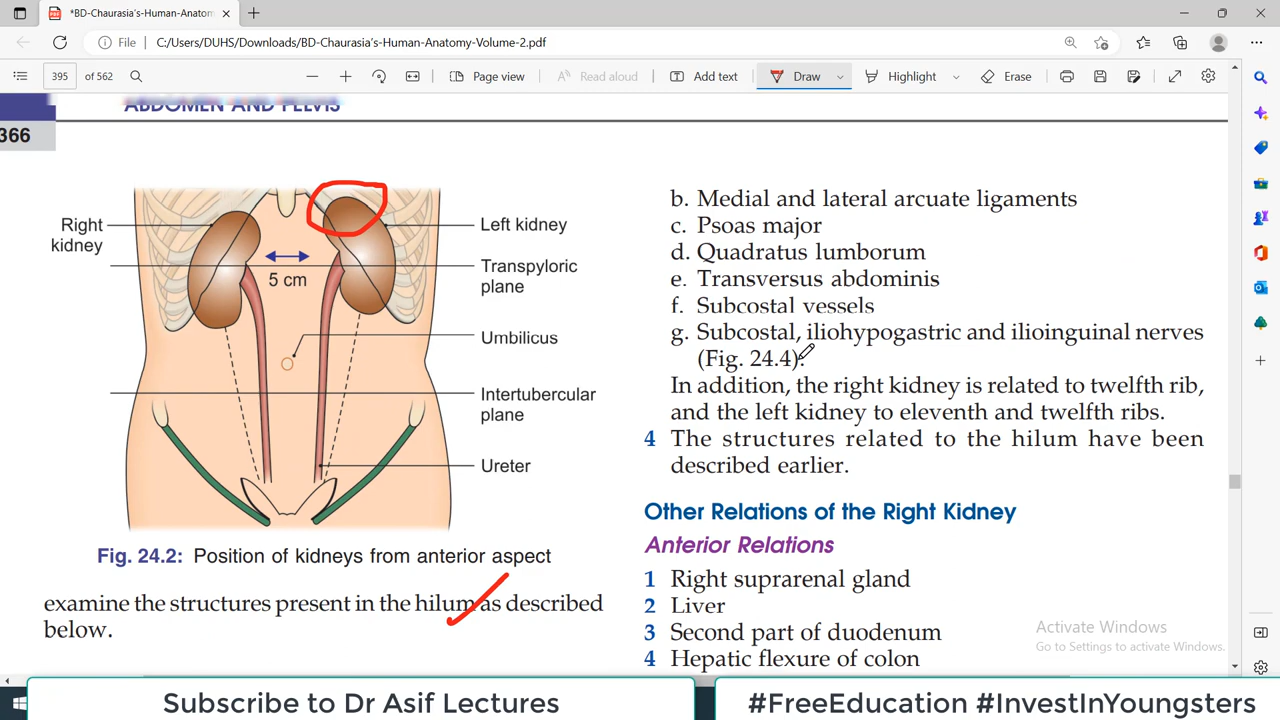 *BD-Chaurasia's-Human-Anatom
File
C:/Users/DUHS/Downloads/BD-Chaurasia's-Human-Anatomy-Volume-2.pdf
395 of 562
Page view
Read aloud
Add text
Draw
Highlight
Erase
ABDOMEN AND PELVIS
366
Right
kidney
5 cm
Left kidney
Transpyloric
plane
Umbilicus
Intertubercular
plane
Ureter
Fig. 24.2: Position of kidneys from anterior aspect
examine the structures present in the hilum as described
below.
b. Medial and lateral arcuate ligaments
c. Psoas major
d. Quadratus lumborum
e. Transversus abdominis
f. Subcostal vessels
g. Subcostal, iliohypogastric and ilioinguinal nerves
(Fig. 24.4).
In addition, the right kidney is related to twelfth rib,
and the left kidney to eleventh and twelfth ribs.
4 The structures related to the hilum have been
described earlier.
Other Relations of the Right Kidney
Anterior Relations
1 Right suprarenal gland
2 Liver
3 Second part of duodenum
4 Hepatic flexure of colon
Activate Windows
Go to Settings to activate Windows.
Subscribe to Dr Asif Lectures
#FreeEducation #InvestInYoungsters